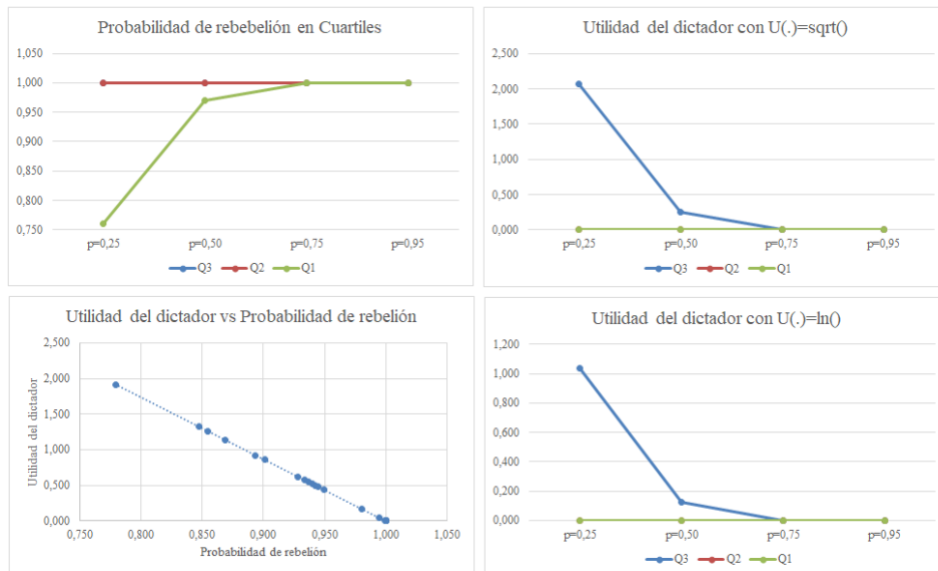 Probabilidad de rebebelión en Cuartiles
1,050
1,000
0,950
0,900
0,850
0,800
0,750
p=0,25 p=0,50 p=0,75 p=0,95
Q3 Q2 Q1
Utilidad del dictador con U(.)=sqrt()
2,500
2,000
1,500
1,000
0,500
0,000
p=0,25 p=0,50 p=0,75 p=0,95
Q3 Q2 Q1
Utilidad del dictador vs Probabilidad de rebelión
Utilidad del dictador
2,500
2,000
1,500
1,000
0,500
0,000
0,750 0,800 0,850 0,900 0,950 1,000 1,050
Probabilidad de rebelión
Utilidad del dictador con U(.)=ln()
1,200
1,000
0,800
0,600
0,400
0,200
0,000
p=0,25 p=0,50 p=0,75 p=0,95
Q3 Q2 Q1